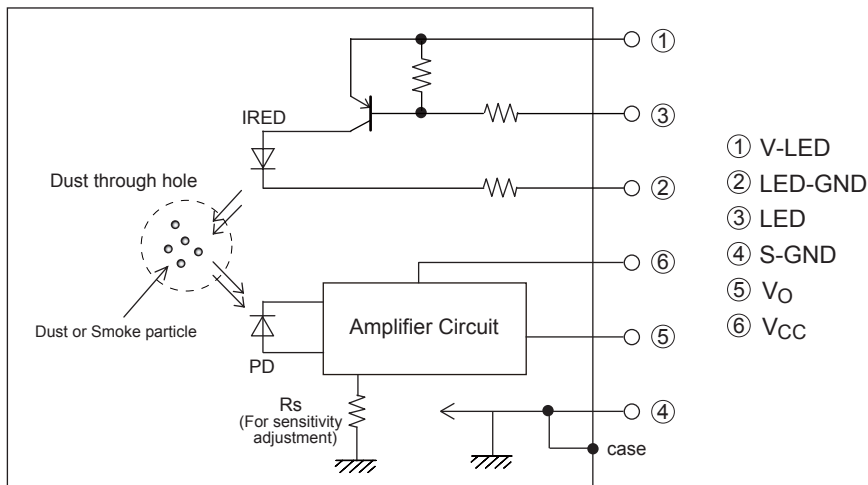 ①
IRED
③
Dust through hole
②
⑥
Amplifier Circuit
Dust or Smoke particle
⑤
PD
Rs
(For sensitivity
adjustment)
④
case
① V-LED
② LED-GND
③ LED
④ S-GND
⑤ VO
⑥ VCC